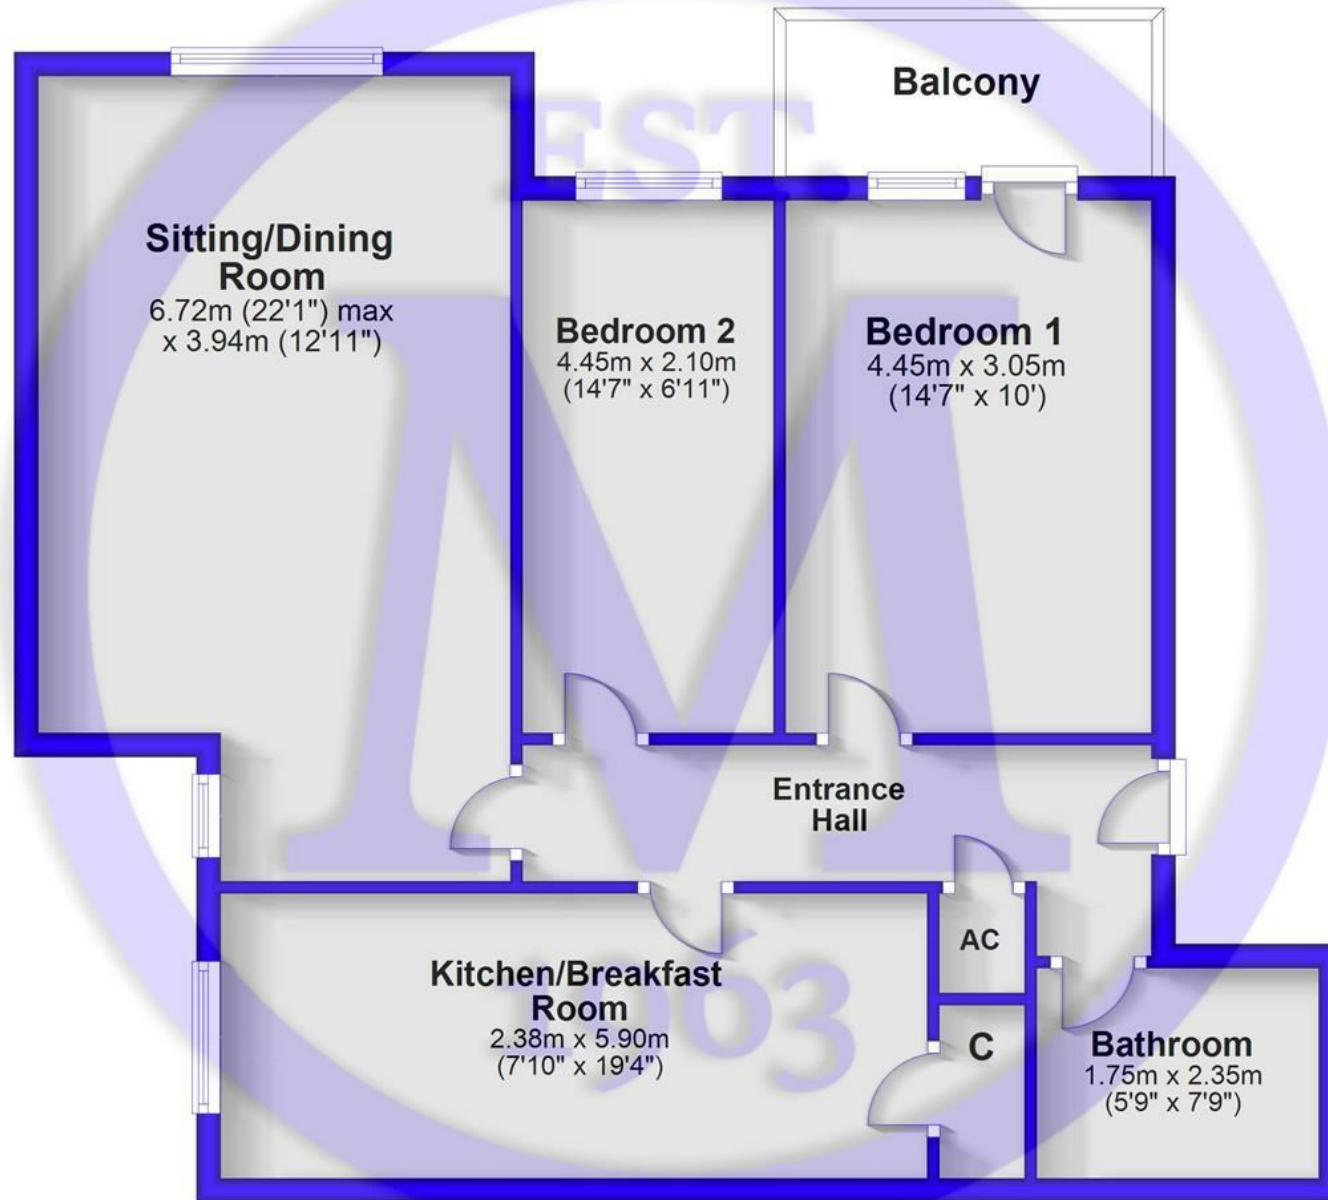 Balcony
EST.
Sitting/Dining
Room
6.72m (22'1") max
x 3.94m (12'11")
Bedroom 2
4.45m x 2.10m
(14'7" x 6'11")
Bedroom 1
4.45m x 3.05m
(14'7" x 10')
M
Entrance
Hall
AC
Kitchen/Breakfast
Room
2.38m x 5.90m
(7'10" x 19'4")
1963
C
Bathroom
1.75m x 2.35m
(5'9" x 7'9")